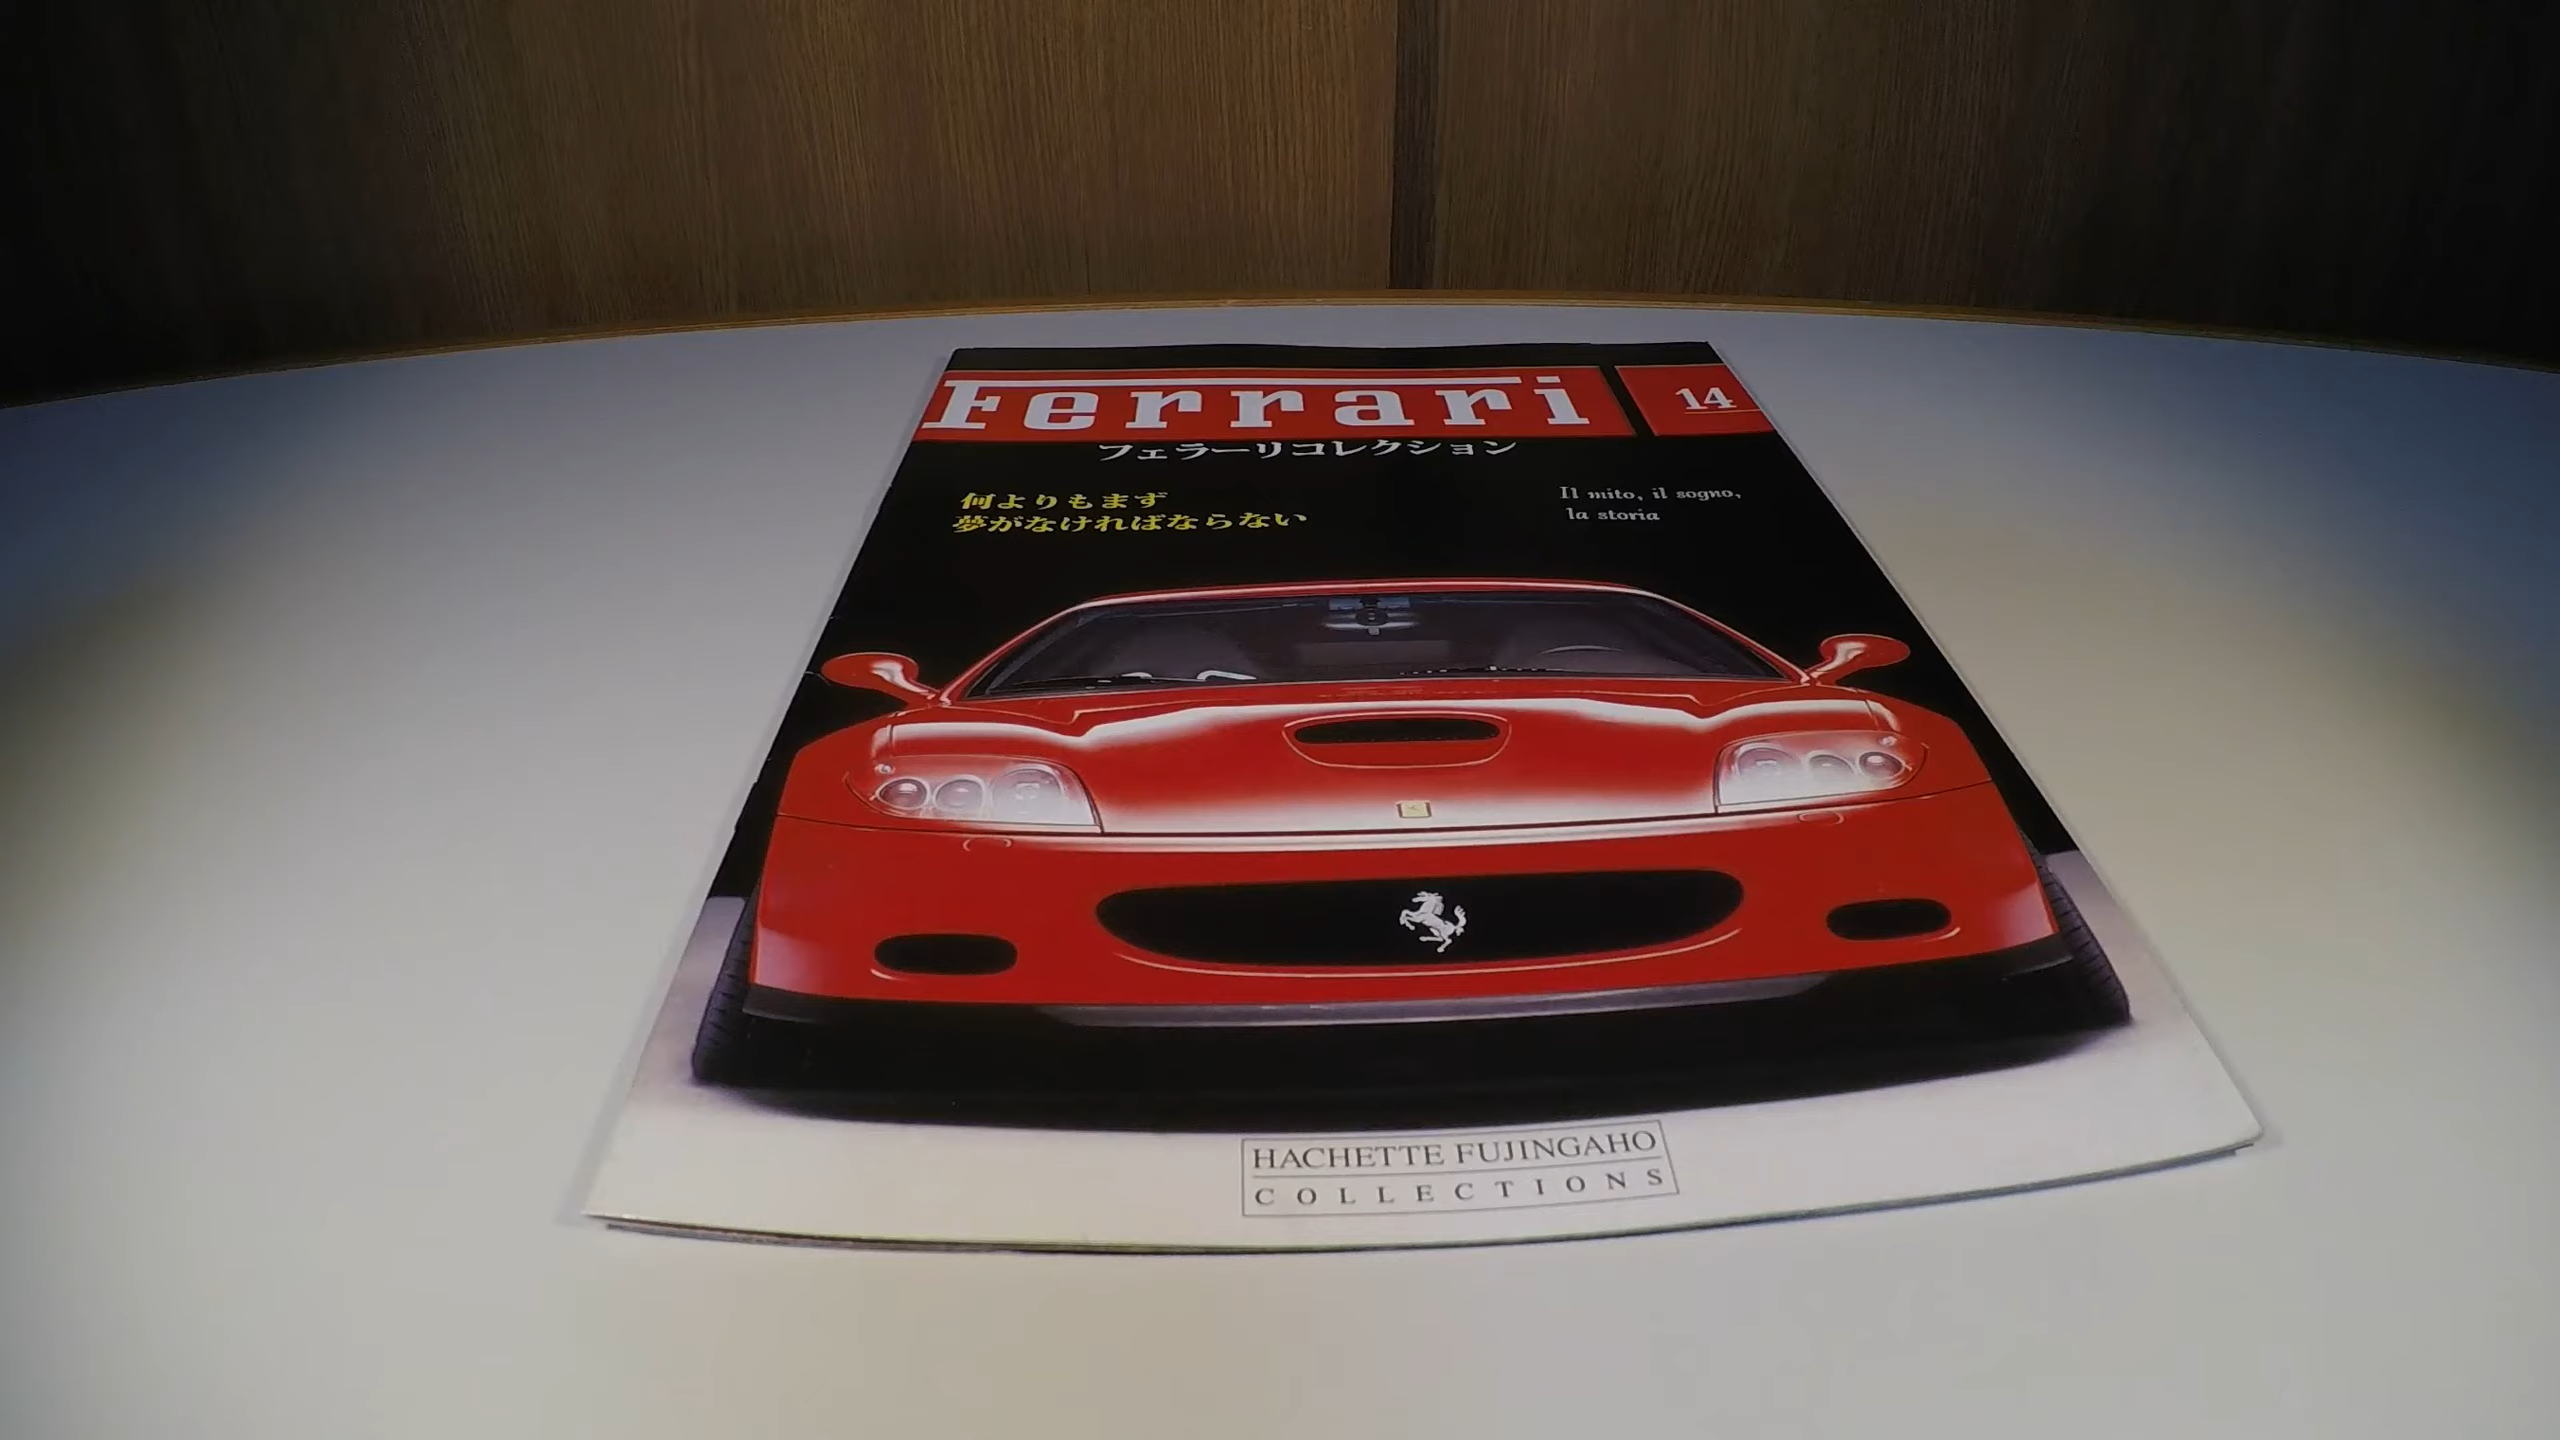 Ferrari
14
フェラーリコレクション
何よりもまず
夢がなければならない
Il mito, il sogno,
la storia
HACHETTE FUJINGAHO
COLLECTIONS